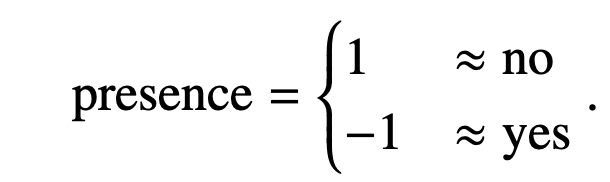 presence = { 1 ≈ no
−1 ≈ yes .